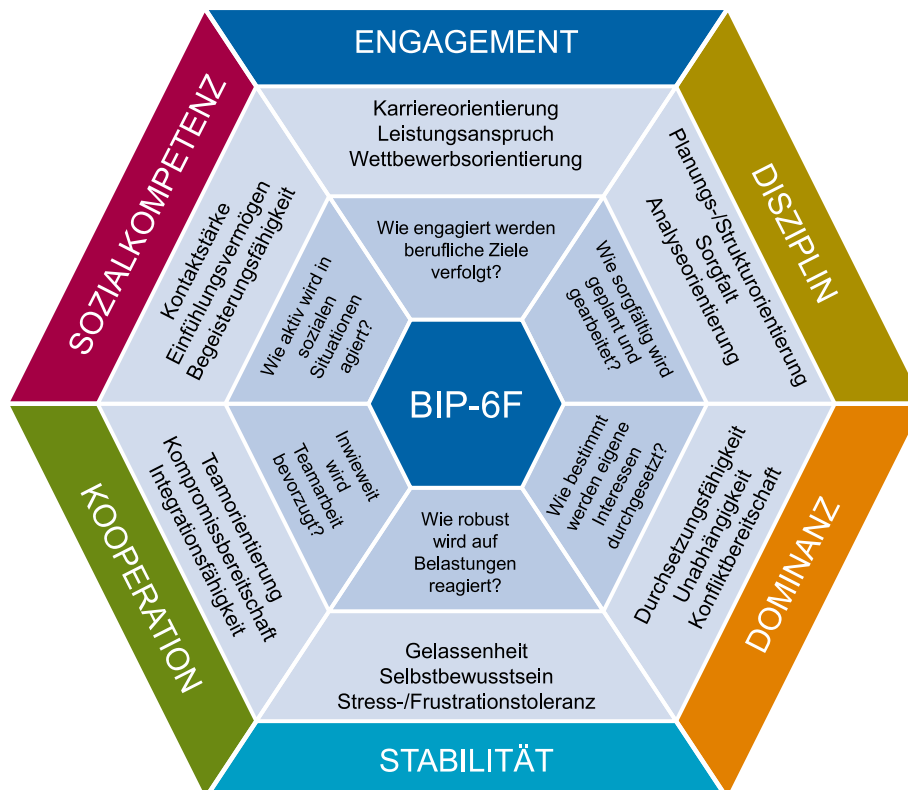 ENGAGEMENT
Karriereorientierung
Leistungsanspruch
Wettbewerbsorientierung
Wie engagiert werden
berufliche Ziele
verfolgt?
DISZIPLIN
Planungs-/Strukturorientierung
Sorgfalt
Analyseorientierung
Wie sorgfältig wird
geplant und
gearbeitet?
DOMINANZ
Durchsetzungsfähigkeit
Unabhängigkeit
Konfliktbereitschaft
Wie bestimmt
werden eigene
Interessen
durchgesetzt?
STABILITÄT
Gelassenheit
Selbstbewusstsein
Stress-/Frustrationstoleranz
Wie robust
wird auf
Belastungen
reagiert?
KOOPERATION
Teamorientierung
Kompromissbereitschaft
Integrationsfähigkeit
Inwieweit
wird
Teamarbeit
bevorzugt?
SOZIALKOMPETENZ
Kontaktstärke
Einfühlungsvermögen
Begeisterungsfähigkeit
Wie aktiv wird in
sozialen
Situationen
agiert?
BIP-6F